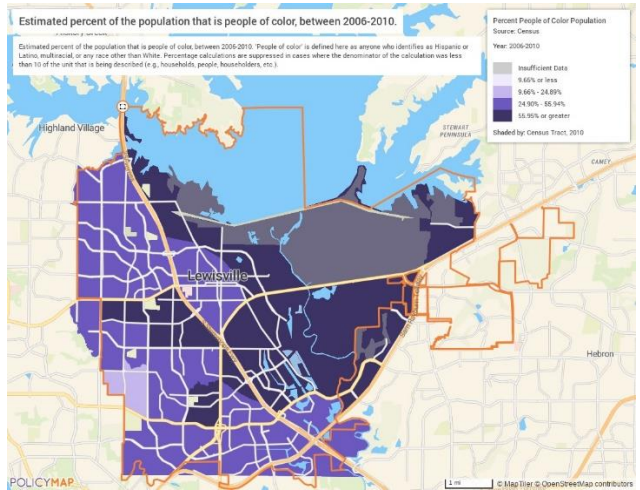 Estimated percent of the population that is people of color, between 2006-2010.
Estimated percent of the population that is people of color, between 2006-2010. 'People of color' is defined here as anyone who identifies as Hispanic or
Latino, multiracial, or any race other than White. Percentage calculations are suppressed in cases where the denominator of the calculation was less
than 10 of the unit that is being described (e.g., households, people, householders, etc.).
Percent People of Color Population
Source: Census
Year: 2006-2010
Insufficient Data
9.65% or less
9.66% - 24.89%
24.90% - 55.94%
55.95% or greater
Shaded by: Census Tract, 2010
Highland Village
STEWART
PENINSULA
CAMEY
Lewisville
Hebron
POLICYMAP
1 mi
© MapTiler © OpenStreetMap contributors